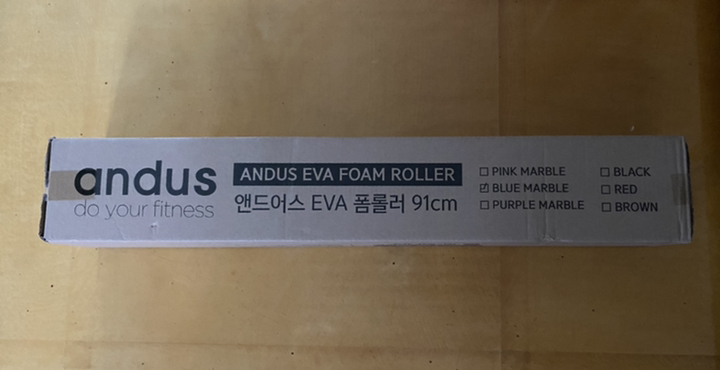 andus
do your fitness
ANDUS EVA FOAM ROLLER
앤드어스 EVA 폼롤러 91cm
☐ PINK MARBLE
☑ BLUE MARBLE
☐ PURPLE MARBLE
☐ BLACK
☐ RED
☐ BROWN